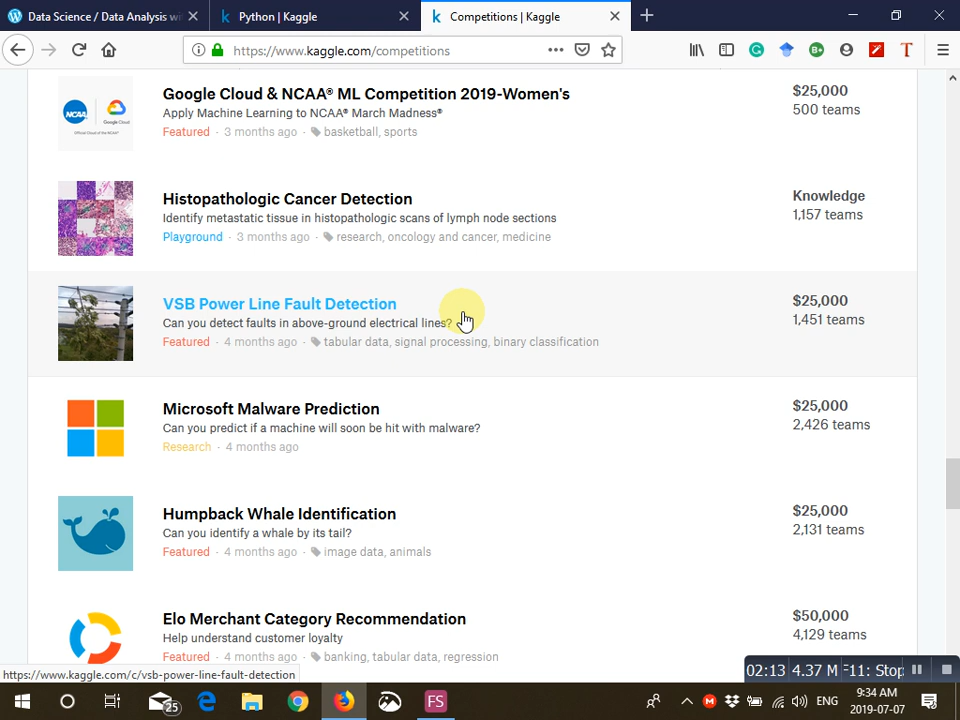 Data Science / Data Analysis wi
Python | Kaggle
Competitions | Kaggle
https://www.kaggle.com/competitions
NCAA
Google Cloud
Official Cloud of the NCAA®
Google Cloud & NCAA® ML Competition 2019-Women's
Apply Machine Learning to NCAA® March Madness®
Featured · 3 months ago · basketball, sports
$25,000
500 teams
Histopathologic Cancer Detection
Identify metastatic tissue in histopathologic scans of lymph node sections
Playground · 3 months ago · research, oncology and cancer, medicine
Knowledge
1,157 teams
VSB Power Line Fault Detection
Can you detect faults in above-ground electrical lines?
Featured · 4 months ago · tabular data, signal processing, binary classification
$25,000
1,451 teams
Microsoft Malware Prediction
Can you predict if a machine will soon be hit with malware?
Research · 4 months ago
$25,000
2,426 teams
Humpback Whale Identification
Can you identify a whale by its tail?
Featured · 4 months ago · image data, animals
$25,000
2,131 teams
Elo Merchant Category Recommendation
Help understand customer loyalty
Featured · 4 months ago · banking, tabular data, regression
$50,000
4,129 teams
https://www.kaggle.com/c/vsb-power-line-fault-detection
02:13 4.37 M F11: Stop
25
FS
ENG
9:34 AM
2019-07-07